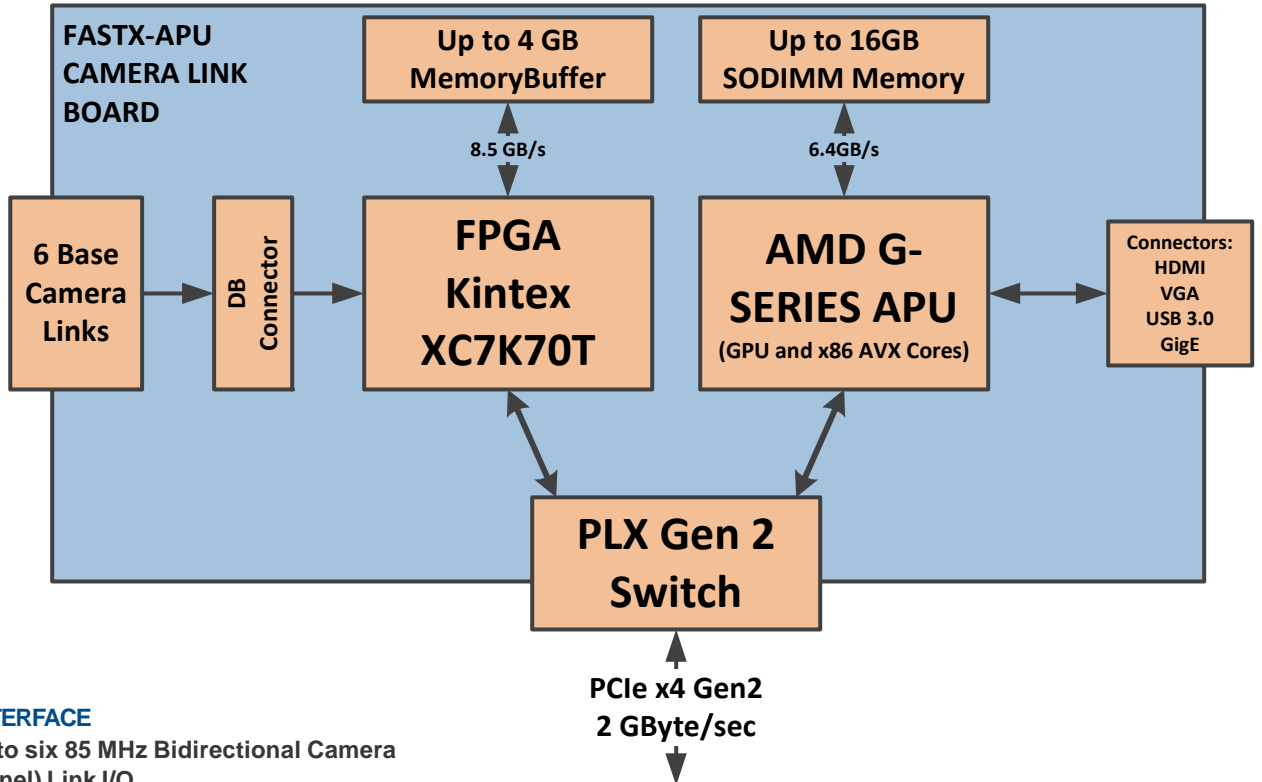 FASTX-APU
CAMERA LINK
BOARD
Up to 4 GB
MemoryBuffer
Up to 16GB
SODIMM Memory
8.5 GB/s
6.4GB/s
6 Base
Camera
Links
DB
Connector
FPGA
Kintex
XC7K70T
AMD G-
SERIES APU
(GPU and x86 AVX Cores)
Connectors:
HDMI
VGA
USB 3.0
GigE
PLX Gen 2
Switch
PCIe x4 Gen2
2 GByte/sec
TERFACE
to six 85 MHz Bidirectional Camera
nel) Link I/O